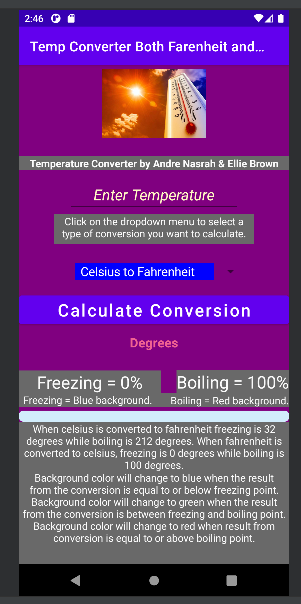 2:46
Temp Converter Both Farenheit and...
Temperature Converter by Andre Nasrah & Ellie Brown
Enter Temperature
Click on the dropdown menu to select a
type of conversion you want to calculate.
Celsius to Fahrenheit
Calculate Conversion
Degrees
Freezing = 0%
Freezing = Blue background.
Boiling = 100%
Boiling = Red background.
When celsius is converted to fahrenheit freezing is 32
degrees while boiling is 212 degrees. When fahrenheit is
converted to celsius, freezing is 0 degrees while boiling is
100 degrees.
Background color will change to blue when the result
from the conversion is equal to or below freezing point.
Background color will change to green when the result
from the conversion is between freezing and boiling point.
Background color will change to red when result from
conversion is equal to or above boiling point.